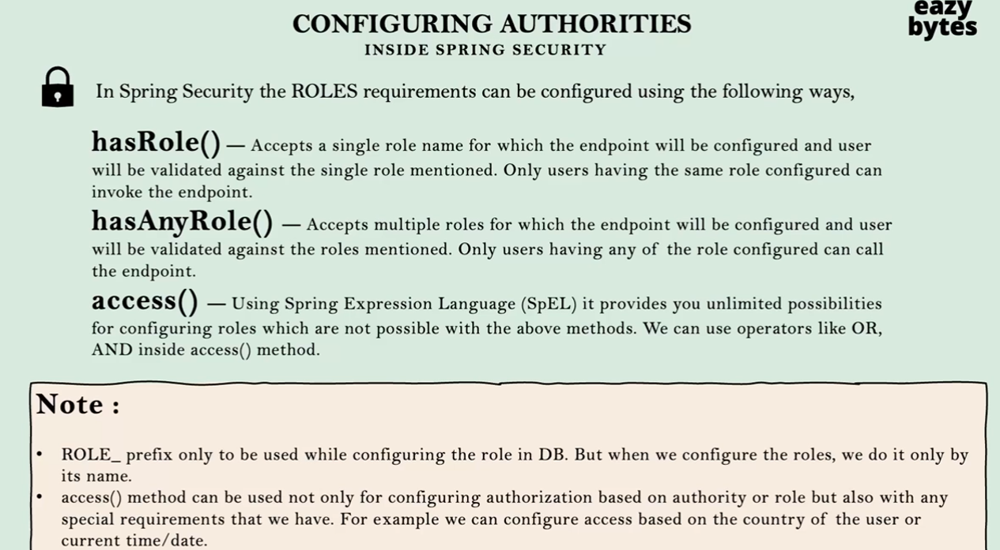 eazy
bytes
CONFIGURING AUTHORITIES
INSIDE SPRING SECURITY
In Spring Security the ROLES requirements can be configured using the following ways,
hasRole() — Accepts a single role name for which the endpoint will be configured and user
will be validated against the single role mentioned. Only users having the same role configured can
invoke the endpoint.
hasAnyRole() — Accepts multiple roles for which the endpoint will be configured and user
will be validated against the roles mentioned. Only users having any of the role configured can call
the endpoint.
access() — Using Spring Expression Language (SpEL) it provides you unlimited possibilities
for configuring roles which are not possible with the above methods. We can use operators like OR,
AND inside access() method.
Note :
• ROLE_ prefix only to be used while configuring the role in DB. But when we configure the roles, we do it only by
its name.
• access() method can be used not only for configuring authorization based on authority or role but also with any
special requirements that we have. For example we can configure access based on the country of the user or
current time/date.